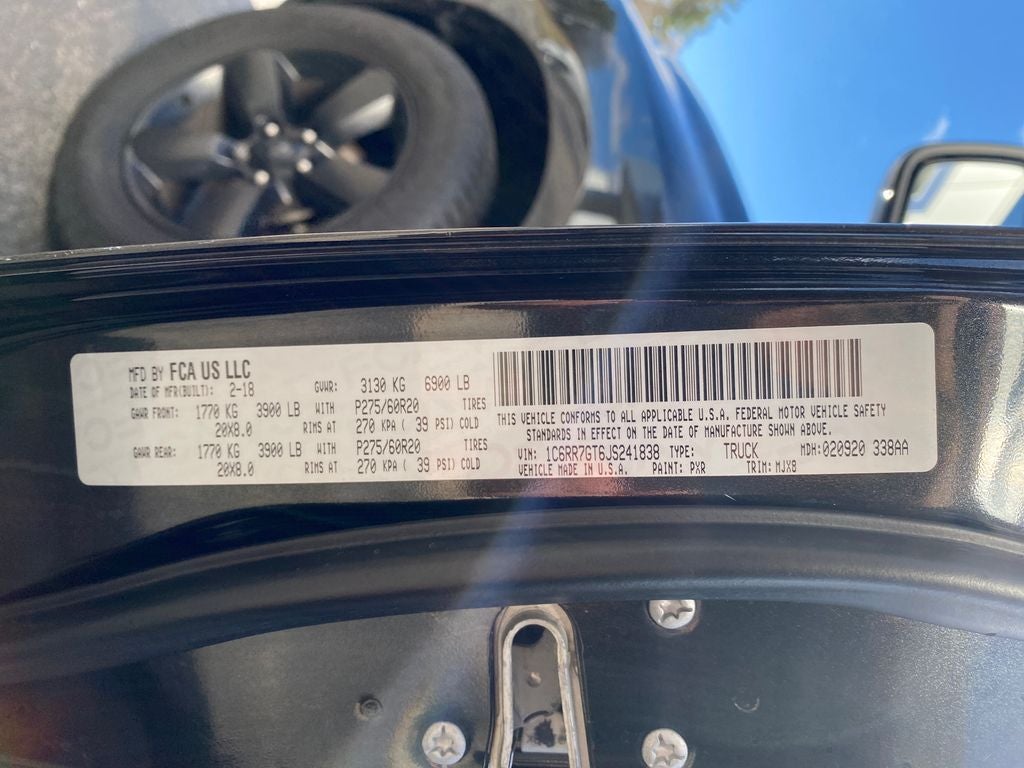 MFD BY FCA US LLC
DATE OF MFR(BUILT): 2-18 GVWR: 3130 KG 6900 LB
GAWR FRONT: 1770 KG 3900 LB WITH P275/60R20 TIRES
20X8.0 RIMS AT 270 KPA ( 39 PSI) COLD
GAWR REAR: 1770 KG 3900 LB WITH P275/60R20 TIRES
20X8.0 RIMS AT 270 KPA ( 39 PSI) COLD
THIS VEHICLE CONFORMS TO ALL APPLICABLE U.S.A. FEDERAL MOTOR VEHICLE SAFETY
STANDARDS IN EFFECT ON THE DATE OF MANUFACTURE SHOWN ABOVE.
VIN: 1C6RR7GT6JS241838 TYPE: TRUCK MDH: 020920 338AA
VEHICLE MADE IN U.S.A. PAINT: PXR TRIM: MJX8